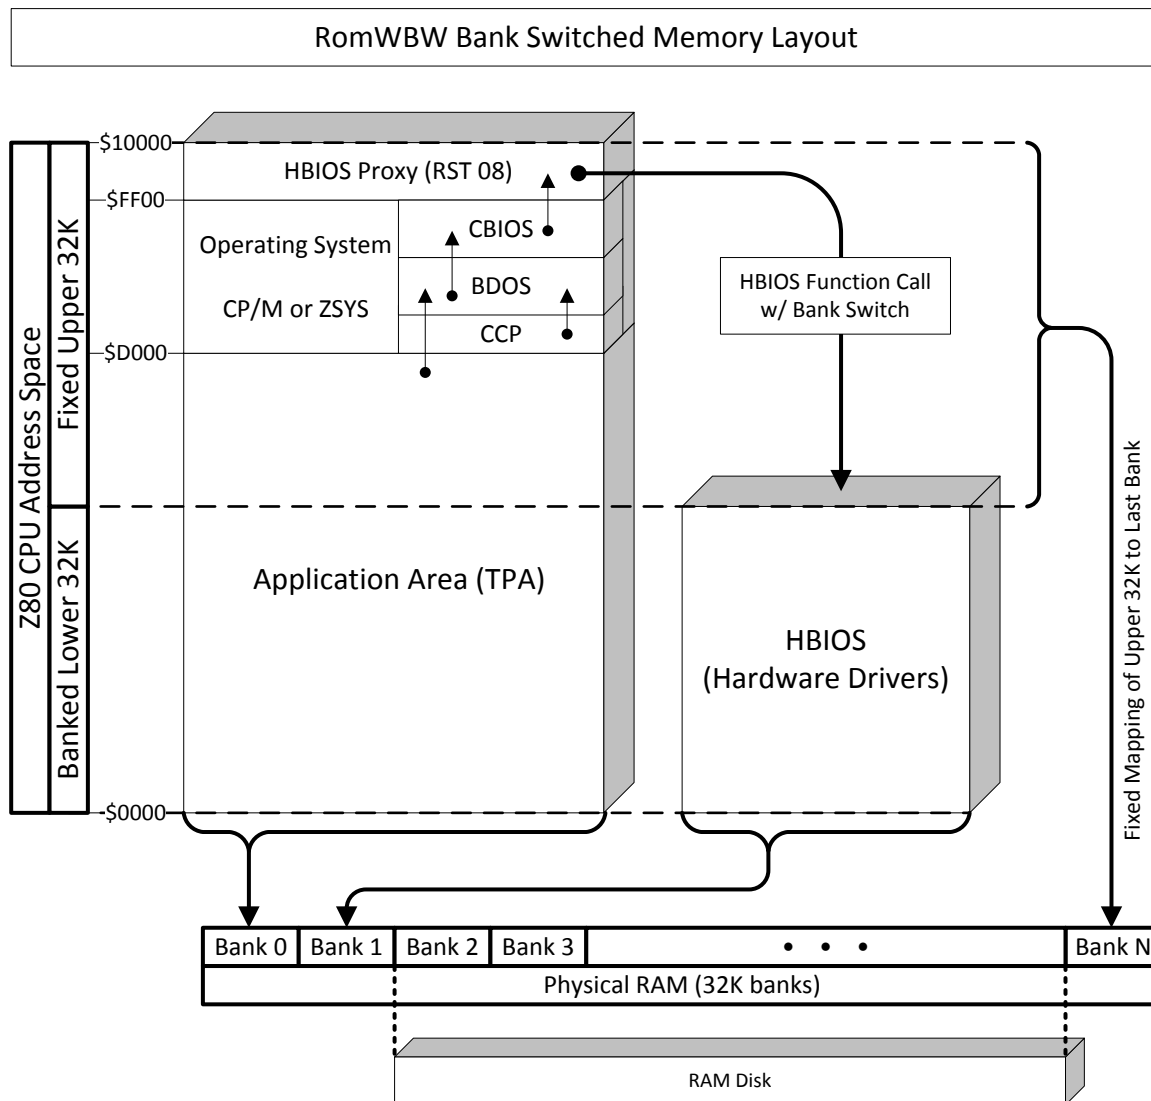 RomWBW Bank Switched Memory Layout
$10000
HBIOS Proxy (RST 08)
$FF00
CBIOS
Operating System
BDOS
CP/M or ZSYS
CCP
$D000
HBIOS Function Call
w/ Bank Switch
Z80 CPU Address Space
Fixed Upper 32K
Banked Lower 32K
Application Area (TPA)
HBIOS
(Hardware Drivers)
Fixed Mapping of Upper 32K to Last Bank
$0000
Bank 0
Bank 1
Bank 2
Bank 3
• • •
Bank N
Physical RAM (32K banks)
RAM Disk